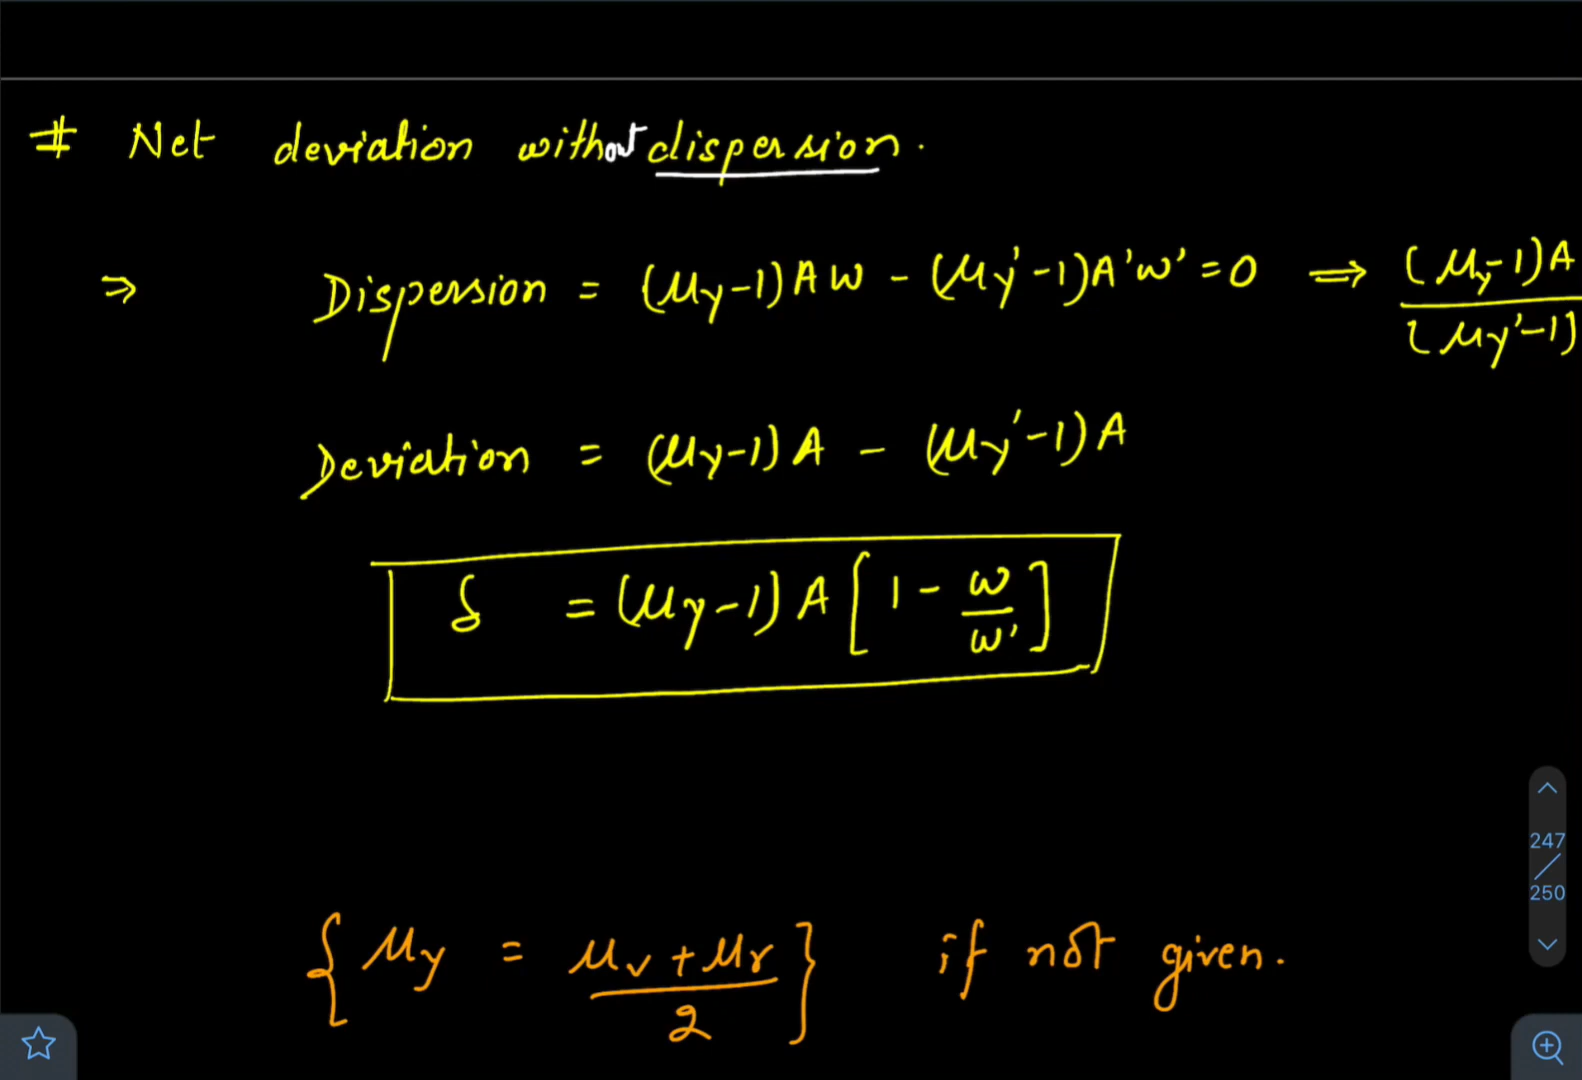 # Net deviation without dispersion.
⇒ Dispersion = (μy-1) A ω - (μy'-1)A'ω' = 0 ⇒ (μy-1)A / (μy'-1)
Deviation = (μy-1) A - (μy'-1) A
δ = (μy-1) A [1 - ω/ω']
247
/
250
{μy = (μv + μr)/2} if not given.